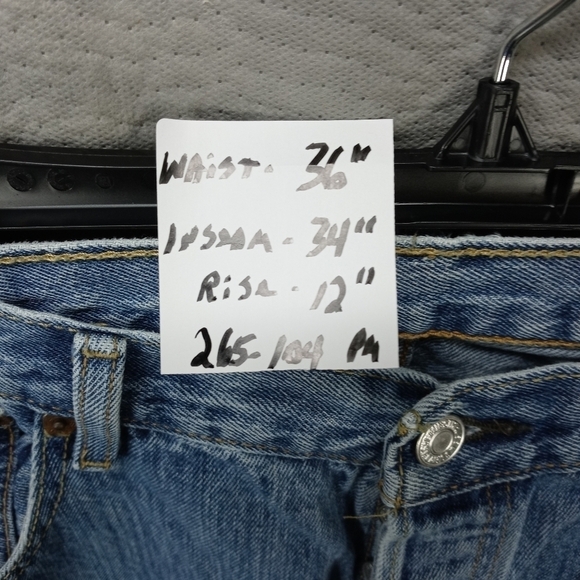 Waist - 36"
Inseam - 34"
Rise - 12"
265-104 PM